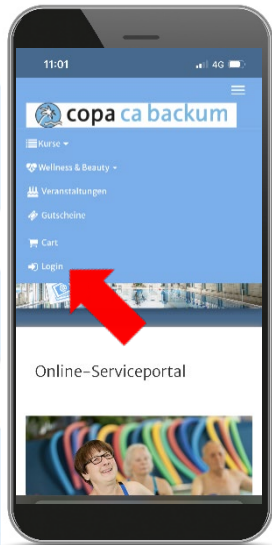 11:01
4G
copa ca backum
Kurse
Wellness & Beauty
Veranstaltungen
Gutscheine
Cart
Login
Online-Serviceportal